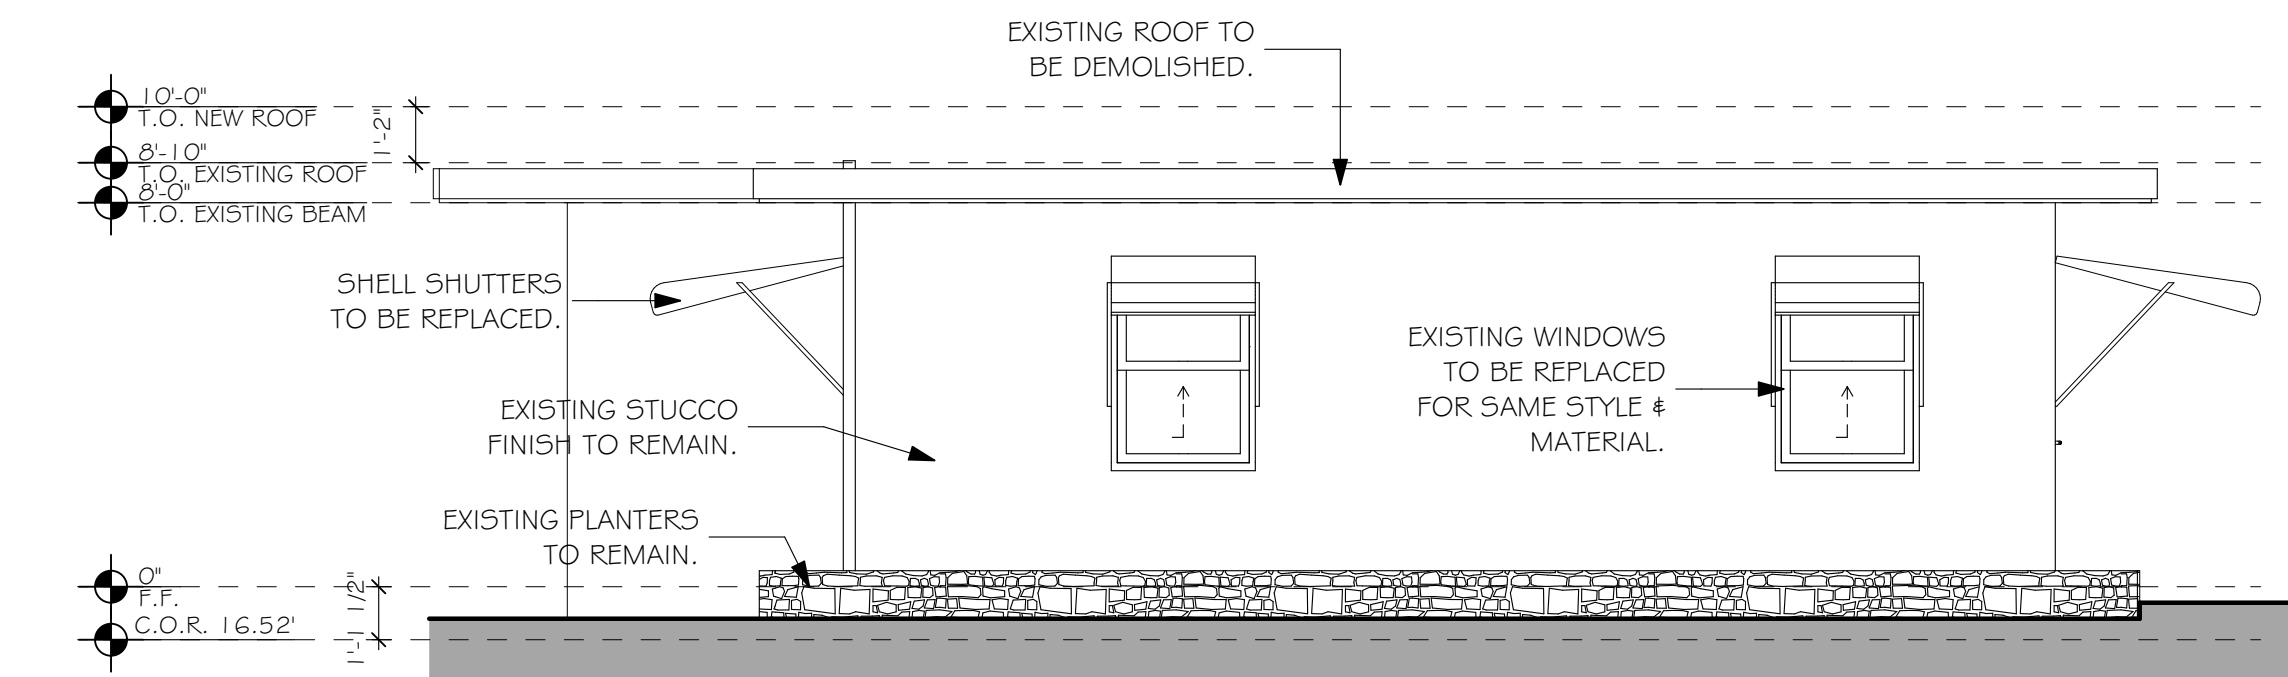 EXISTING ROOF TO
BE DEMOLISHED.
10'-0"
T.O. NEW ROOF
1'-2"
8'-10"
T.O. EXISTING ROOF
8'-0"
T.O. EXISTING BEAM
SHELL SHUTTERS
TO BE REPLACED.
EXISTING WINDOWS
TO BE REPLACED
FOR SAME STYLE &
MATERIAL.
EXISTING STUCCO
FINISH TO REMAIN.
EXISTING PLANTERS
TO REMAIN.
0"
F.F.
C.O.R. 16.52'
1'-1 1/2"